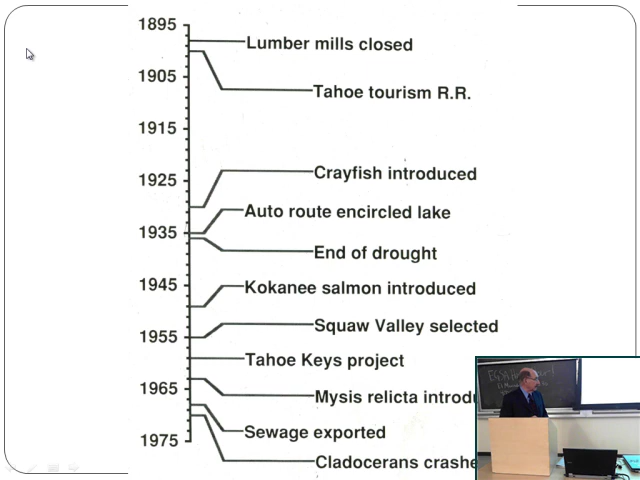 1895
Lumber mills closed
1905
Tahoe tourism R.R.
1915
Crayfish introduced
1925
Auto route encircled lake
1935
End of drought
1945
Kokanee salmon introduced
Squaw Valley selected
1955
Tahoe Keys project
1965
Mysis relicta introdu
Sewage exported
1975
Cladocerans crashe